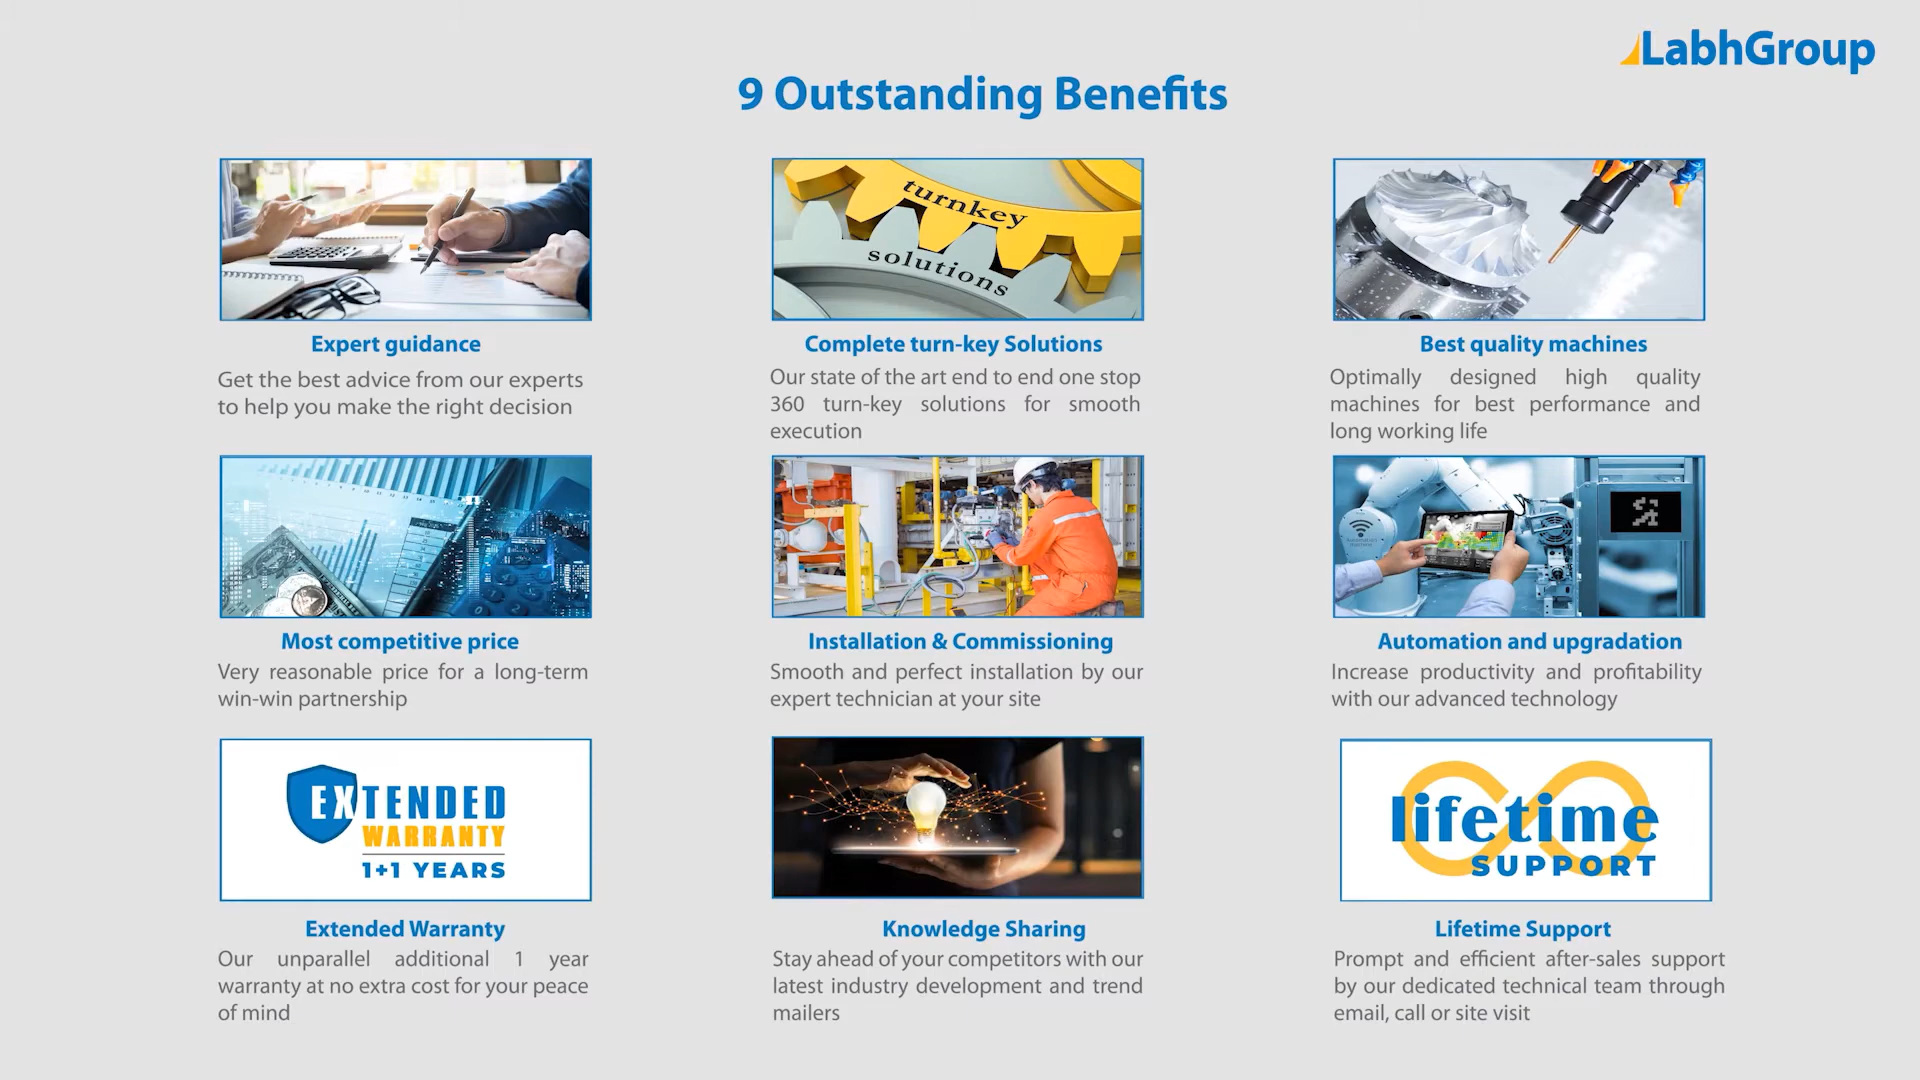 LabhGroup
9 Outstanding Benefits
turnkey
solutions
Expert guidance
Get the best advice from our experts
to help you make the right decision
Complete turn-key Solutions
Our state of the art end to end one stop
360 turn-key solutions for smooth
execution
Best quality machines
Optimally designed high quality
machines for best performance and
long working life
Most competitive price
Very reasonable price for a long-term
win-win partnership
Installation & Commissioning
Smooth and perfect installation by our
expert technician at your site
Automation and upgradation
Increase productivity and profitability
with our advanced technology
EXTENDED
WARRANTY
1+1 YEARS
Extended Warranty
Our unparallel additional 1 year
warranty at no extra cost for your peace
of mind
Knowledge Sharing
Stay ahead of your competitors with our
latest industry development and trend
mailers
lifetime
SUPPORT
Lifetime Support
Prompt and efficient after-sales support
by our dedicated technical team through
email, call or site visit